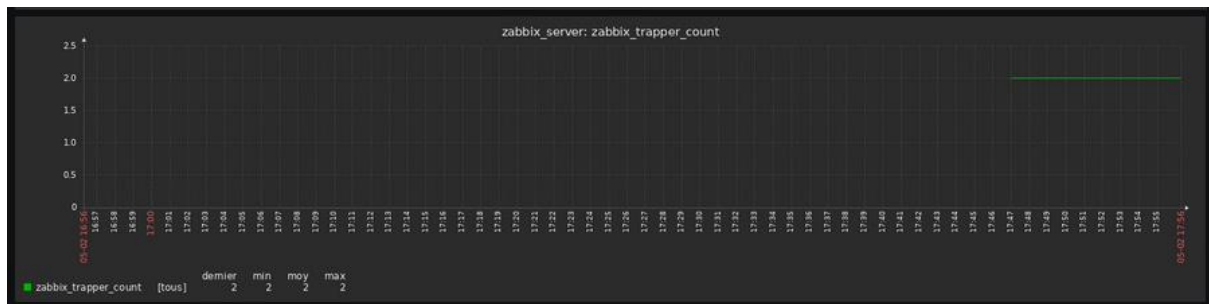 zabbix_server: zabbix_trapper_count
2.5
2.0
1.5
1.0
0.5
0
05-02 16:56 16:57 16:58 16:59 17:00 17:01 17:02 17:03 17:04 17:05 17:06 17:07 17:08 17:09 17:10 17:11 17:12 17:13 17:14 17:15 17:16 17:17 17:18 17:19 17:20 17:21 17:22 17:23 17:24 17:25 17:26 17:27 17:28 17:29 17:30 17:31 17:32 17:33 17:34 17:35 17:36 17:37 17:38 17:39 17:40 17:41 17:42 17:43 17:44 17:45 17:46 17:47 17:48 17:49 17:50 17:51 17:52 17:53 17:54 17:55 05-02 17:56
dernier min moy max
zabbix_trapper_count [tous] 2 2 2 2